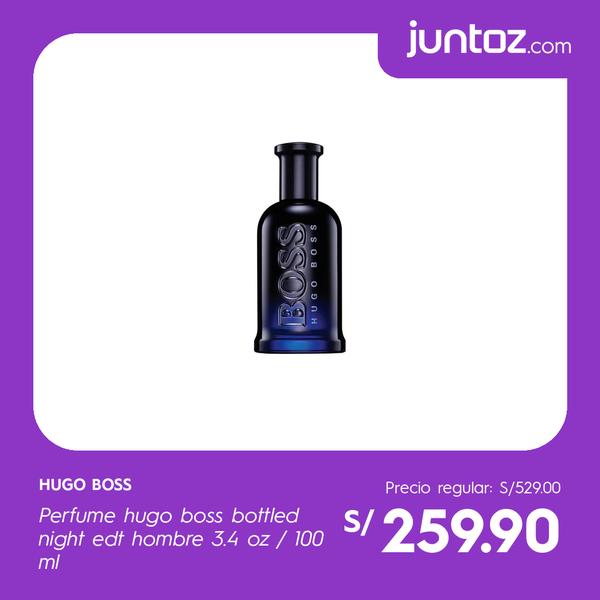 juntoz.com
BOSS
HUGO BOSS
HUGO BOSS
Perfume hugo boss bottled
night edt hombre 3.4 oz / 100
ml
Precio regular: S/529.00
S/259.90